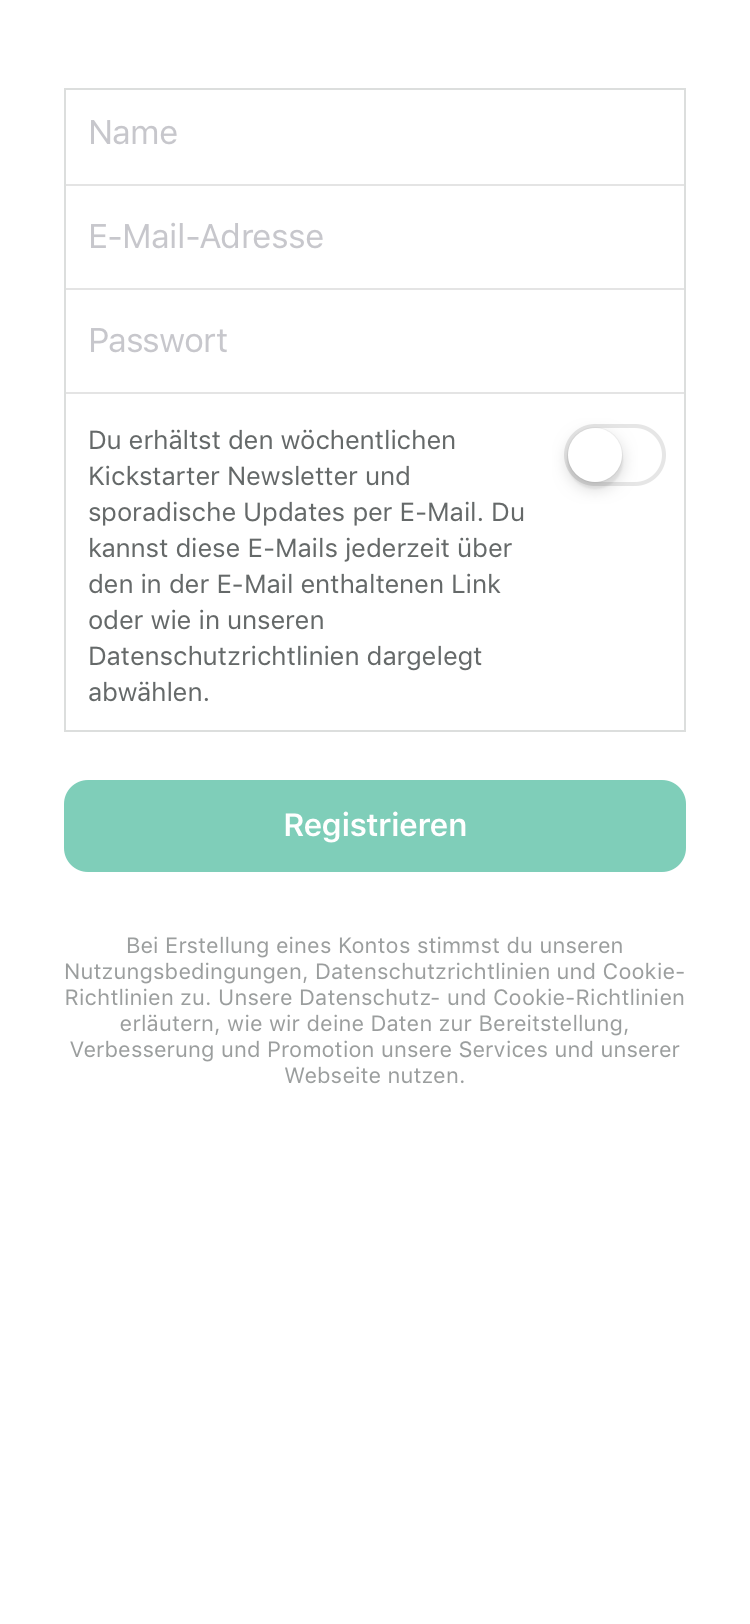 Name
E-Mail-Adresse
Passwort
Du erhältst den wöchentlichen
Kickstarter Newsletter und
sporadische Updates per E-Mail. Du
kannst diese E-Mails jederzeit über
den in der E-Mail enthaltenen Link
oder wie in unseren
Datenschutzrichtlinien dargelegt
abwählen.
Registrieren
Bei Erstellung eines Kontos stimmst du unseren
Nutzungsbedingungen, Datenschutzrichtlinien und Cookie-
Richtlinien zu. Unsere Datenschutz- und Cookie-Richtlinien
erläutern, wie wir deine Daten zur Bereitstellung,
Verbesserung und Promotion unsere Services und unserer
Webseite nutzen.